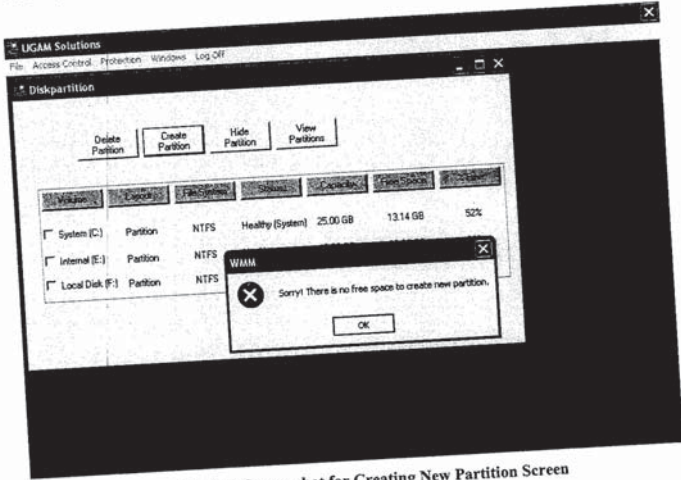 UGAM Solutions
File Access Control Protection Windows Log Off
Diskpartition
Delete Partition Create Partition Hide Partition View Partitions
Volume Layout File System Status Capacity Free Space
System (C:) Partition NTFS Healthy (System) 25.00 GB 13.14 GB 52%
Internal (E:) Partition NTFS
Local Disk (F:) Partition NTFS
WMM
Sorry! There is no free space to create new partition.
OK
for Creating New Partition Screen